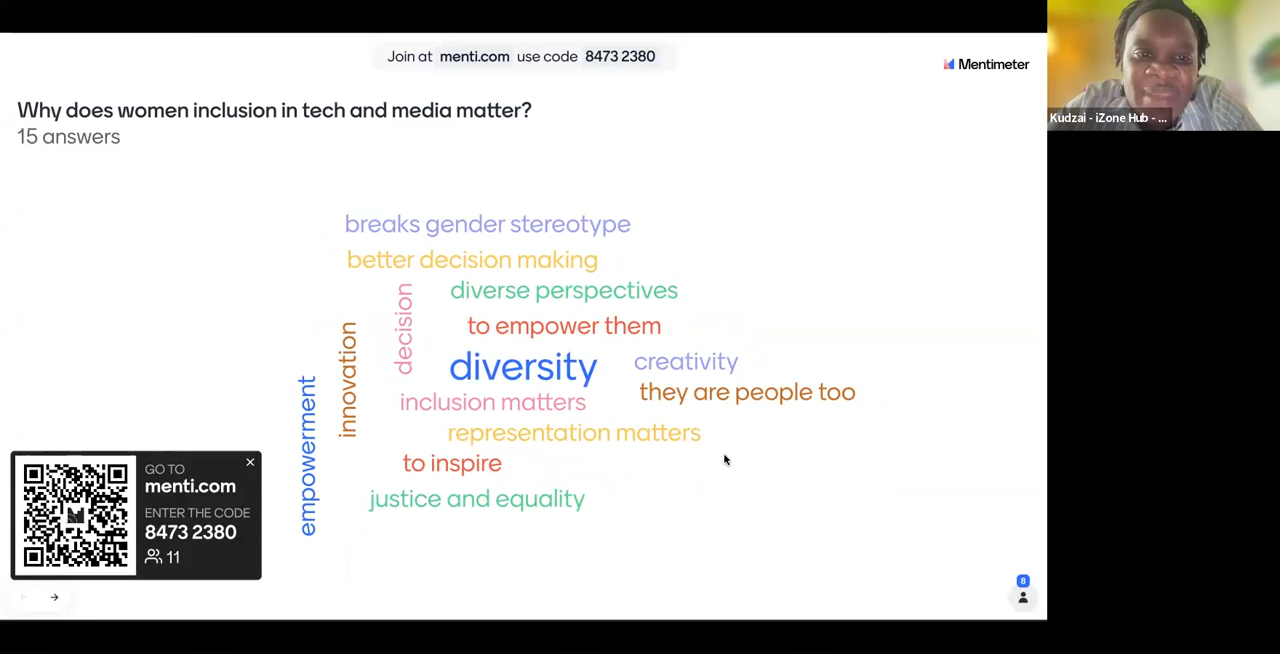 Join at menti.com use code 8473 2380
Mentimeter
Kudzai - iZone Hub - ...
Why does women inclusion in tech and media matter?
15 answers
breaks gender stereotype
better decision making
decision
diverse perspectives
innovation
to empower them
diversity
creativity
they are people too
empowerment
inclusion matters
representation matters
to inspire
justice and equality
GO TO
menti.com
ENTER THE CODE
8473 2380
11
8